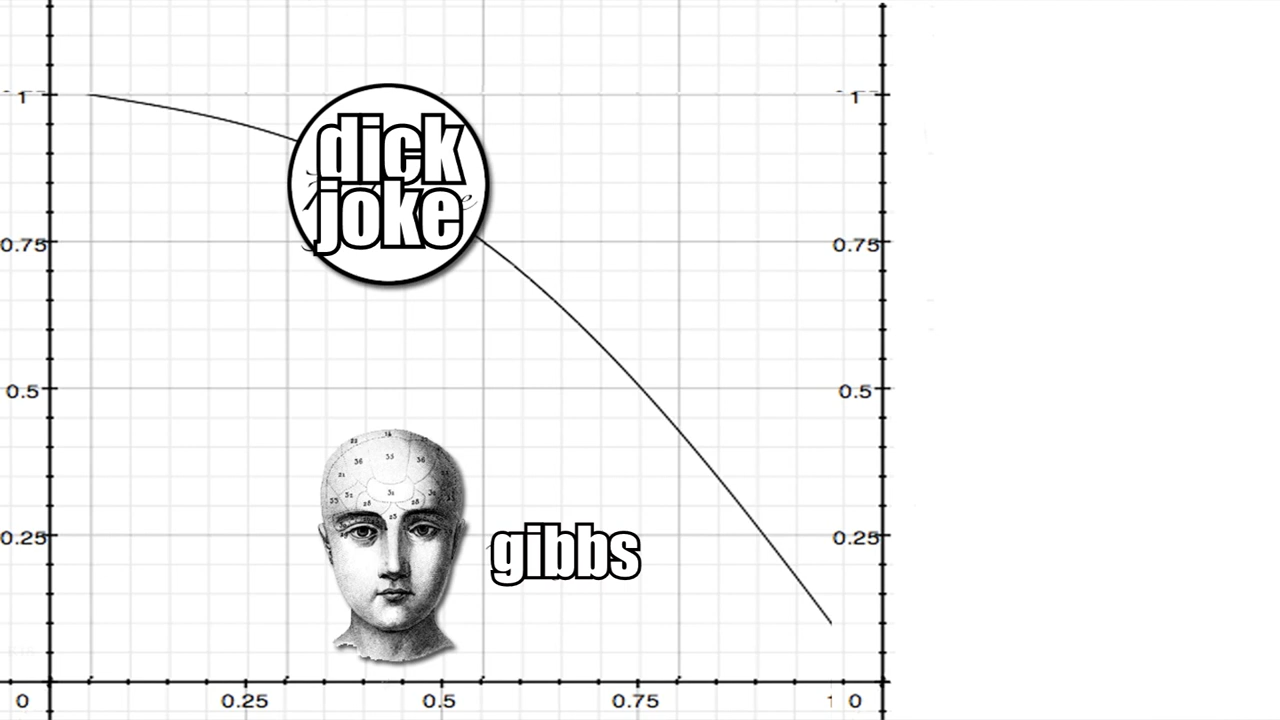 1 1
dick
joke
0.75 0.75
0.5 0.5
gibbs
0.25 0.25
0 0.25 0.5 0.75 1 0